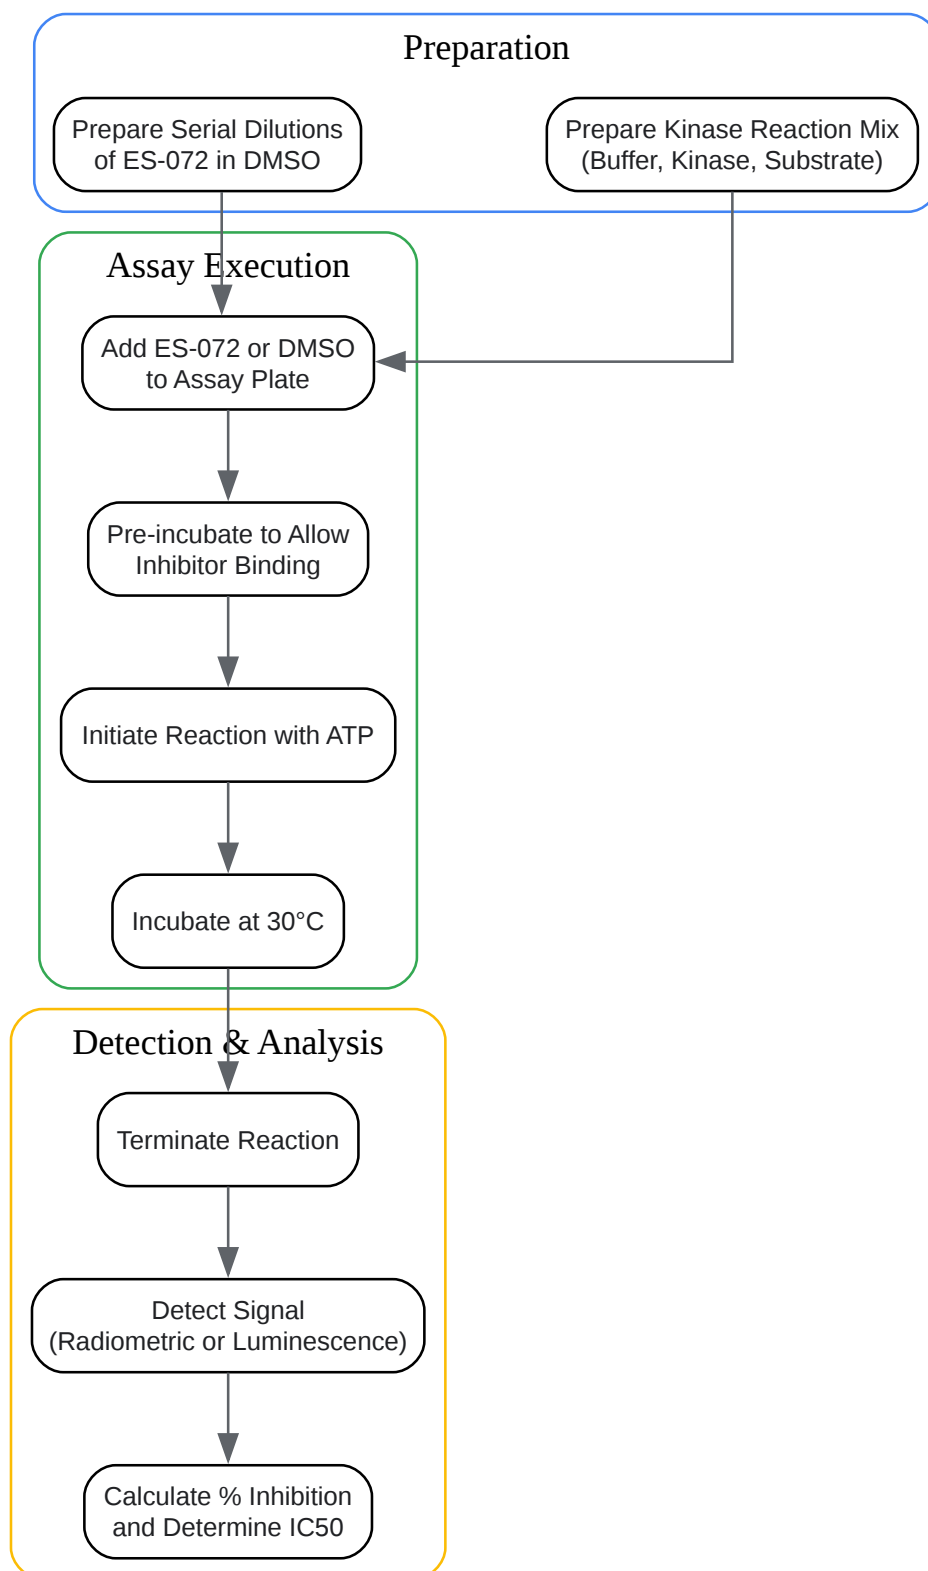 Preparation
Prepare Serial Dilutions
of ES-072 in DMSO
Prepare Kinase Reaction Mix
(Buffer, Kinase, Substrate)
Assay Execution
Add ES-072 or DMSO
to Assay Plate
Pre-incubate to Allow
Inhibitor Binding
Initiate Reaction with ATP
Incubate at 30°C
Detection & Analysis
Terminate Reaction
Detect Signal
(Radiometric or Luminescence)
Calculate % Inhibition
and Determine IC50